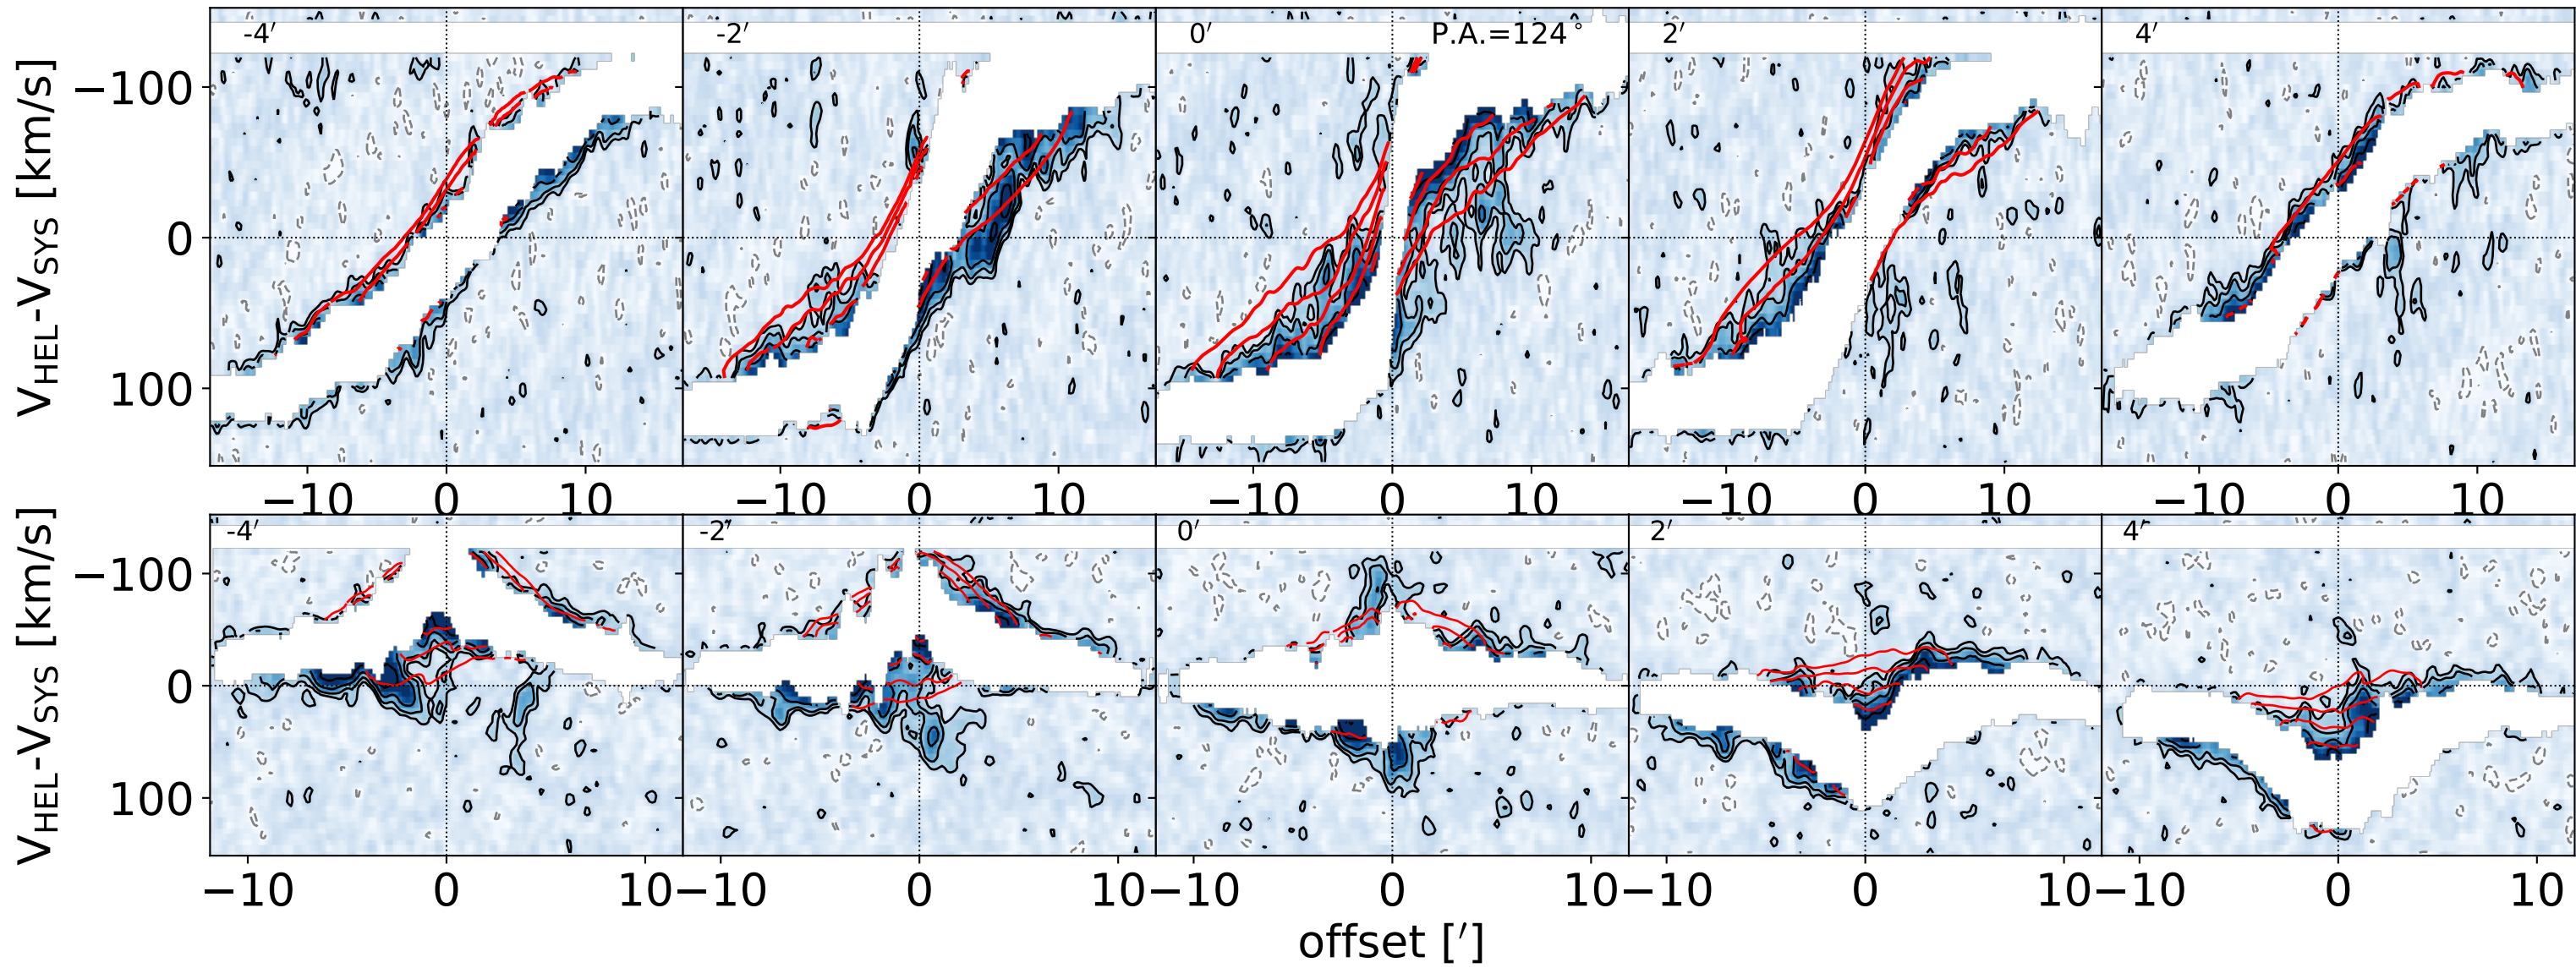 -4′ -2′ 0′ P.A.=124° 2′ 4′
V_HEL-V_SYS [km/s]
−100
0
100
−10 0 10 −10 0 10 −10 0 10 −10 0 10 −10 0 10
-4′ -2′ 0′ 2′ 4′
V_HEL-V_SYS [km/s]
−100
0
100
−10 0 10 −10 0 10 −10 0 10 −10 0 10 −10 0 10
offset [′]